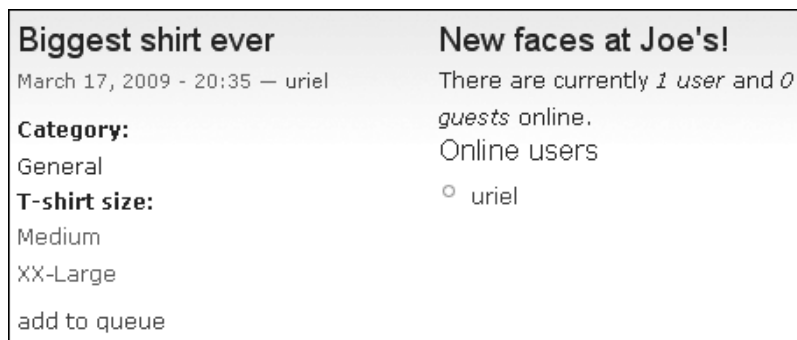 Biggest shirt ever
March 17, 2009 - 20:35 — uriel
Category:
General
T-shirt size:
Medium
XX-Large
add to queue
New faces at Joe's!
There are currently 1 user and 0
guests online.
Online users
uriel